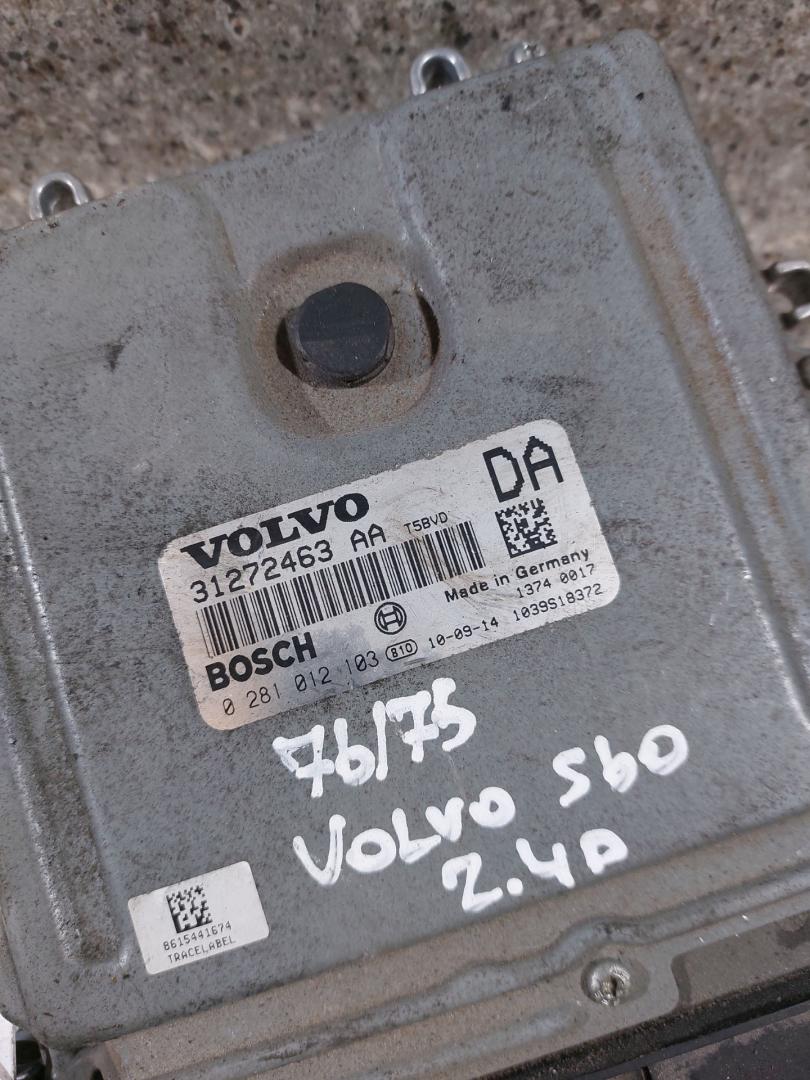 DA
VOLVO
31272463 AA T5BVD
Made in Germany
1374 0017
BOSCH
0 281 012 103 810 10-09-14 1039S18372
76/75
VOLVO S60
2.4D
8615441674
TRACELABEL